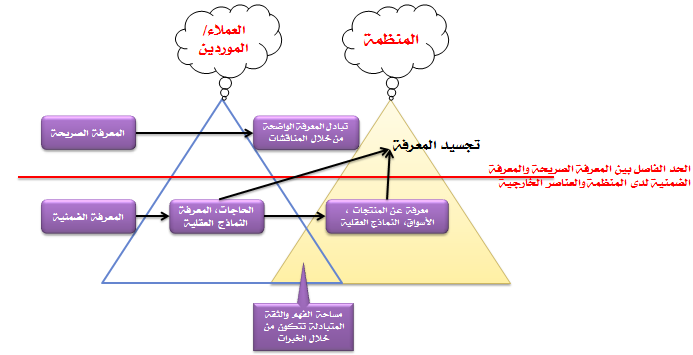 المنظمة
العملاء/
الموردين
تبادل المعرفة الواضحة
من خلال المناقشات
المعرفة الصريحة
تجسيد المعرفة
الحد الفاصل بين المعرفة الصريحة والمعرفة
الضمنية لدى المنظمة والعناصر الخارجية
معرفة عن المنتجات ،
الأسواق، النماذج العقلية
الحاجات، المعرفة
النماذج العقلية
المعرفة الضمنية
مساحة الفهم والثقة
المتبادلة تتكون من
خلال الخبرات